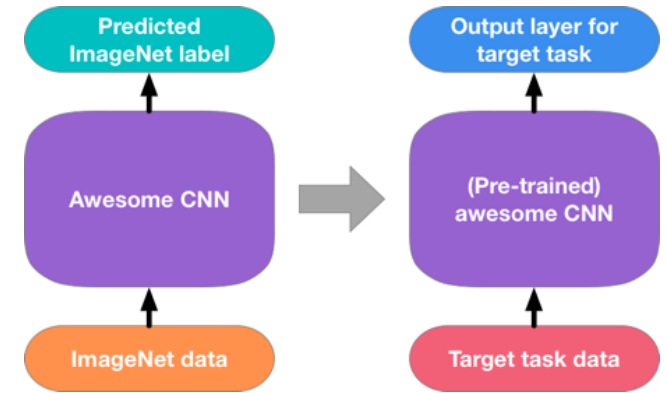 Predicted
ImageNet label
Awesome CNN
ImageNet data
Output layer for
target task
(Pre-trained)
awesome CNN
Target task data